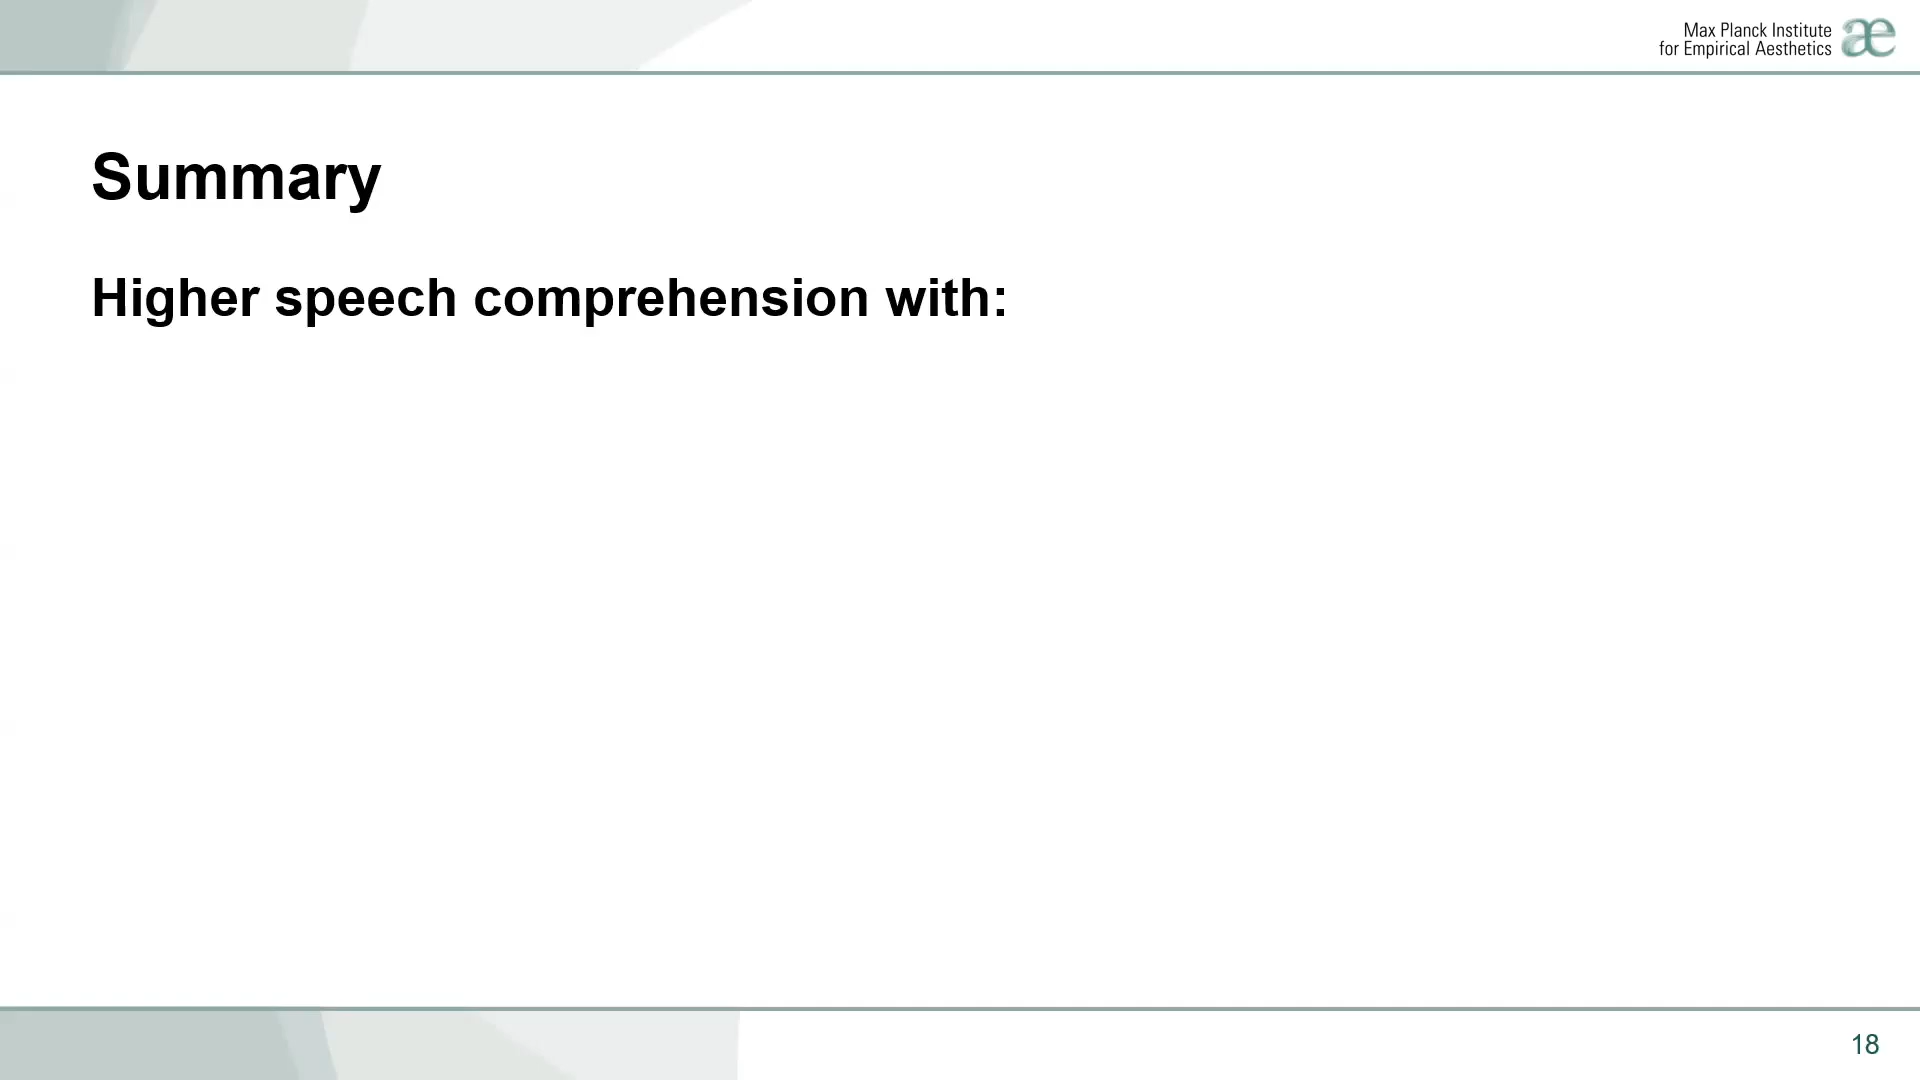 Max Planck Institute
for Empirical Aesthetics
æ
Summary
Higher speech comprehension with:
18